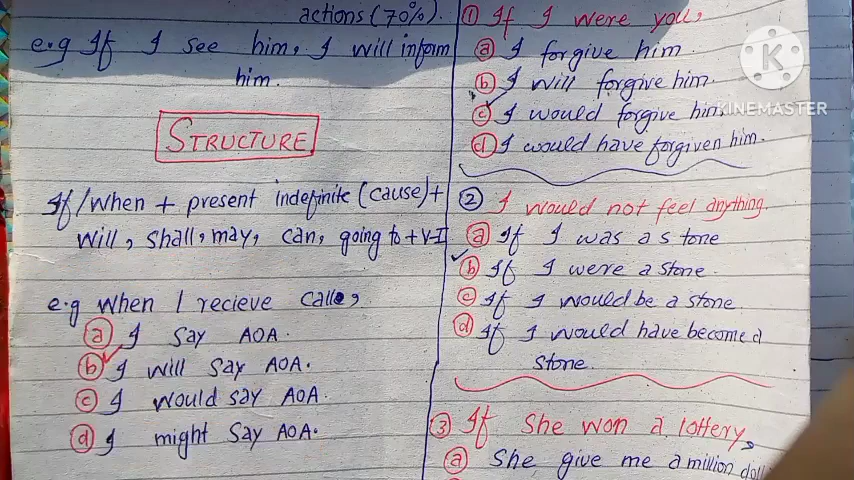 actions (70%).
e.g If I see him, I will inform
him.
STRUCTURE
If/When + present indefinite (cause) +
will, shall, may, can, going to + V-I
e.g When I recieve calls,
a I say AOA.
b I will say AOA.
c I would say AOA.
d I might say AOA.
1 If I were you,
a I forgive him.
b I will forgive him.
c I would forgive him.
d I would have forgiven him.
2 I would not feel anything
a If I was a stone
b If I were a stone.
c If I would be a stone.
d If I would have become a
stone.
3 If She won a lottery,
a She give me a million
KINEMASTER